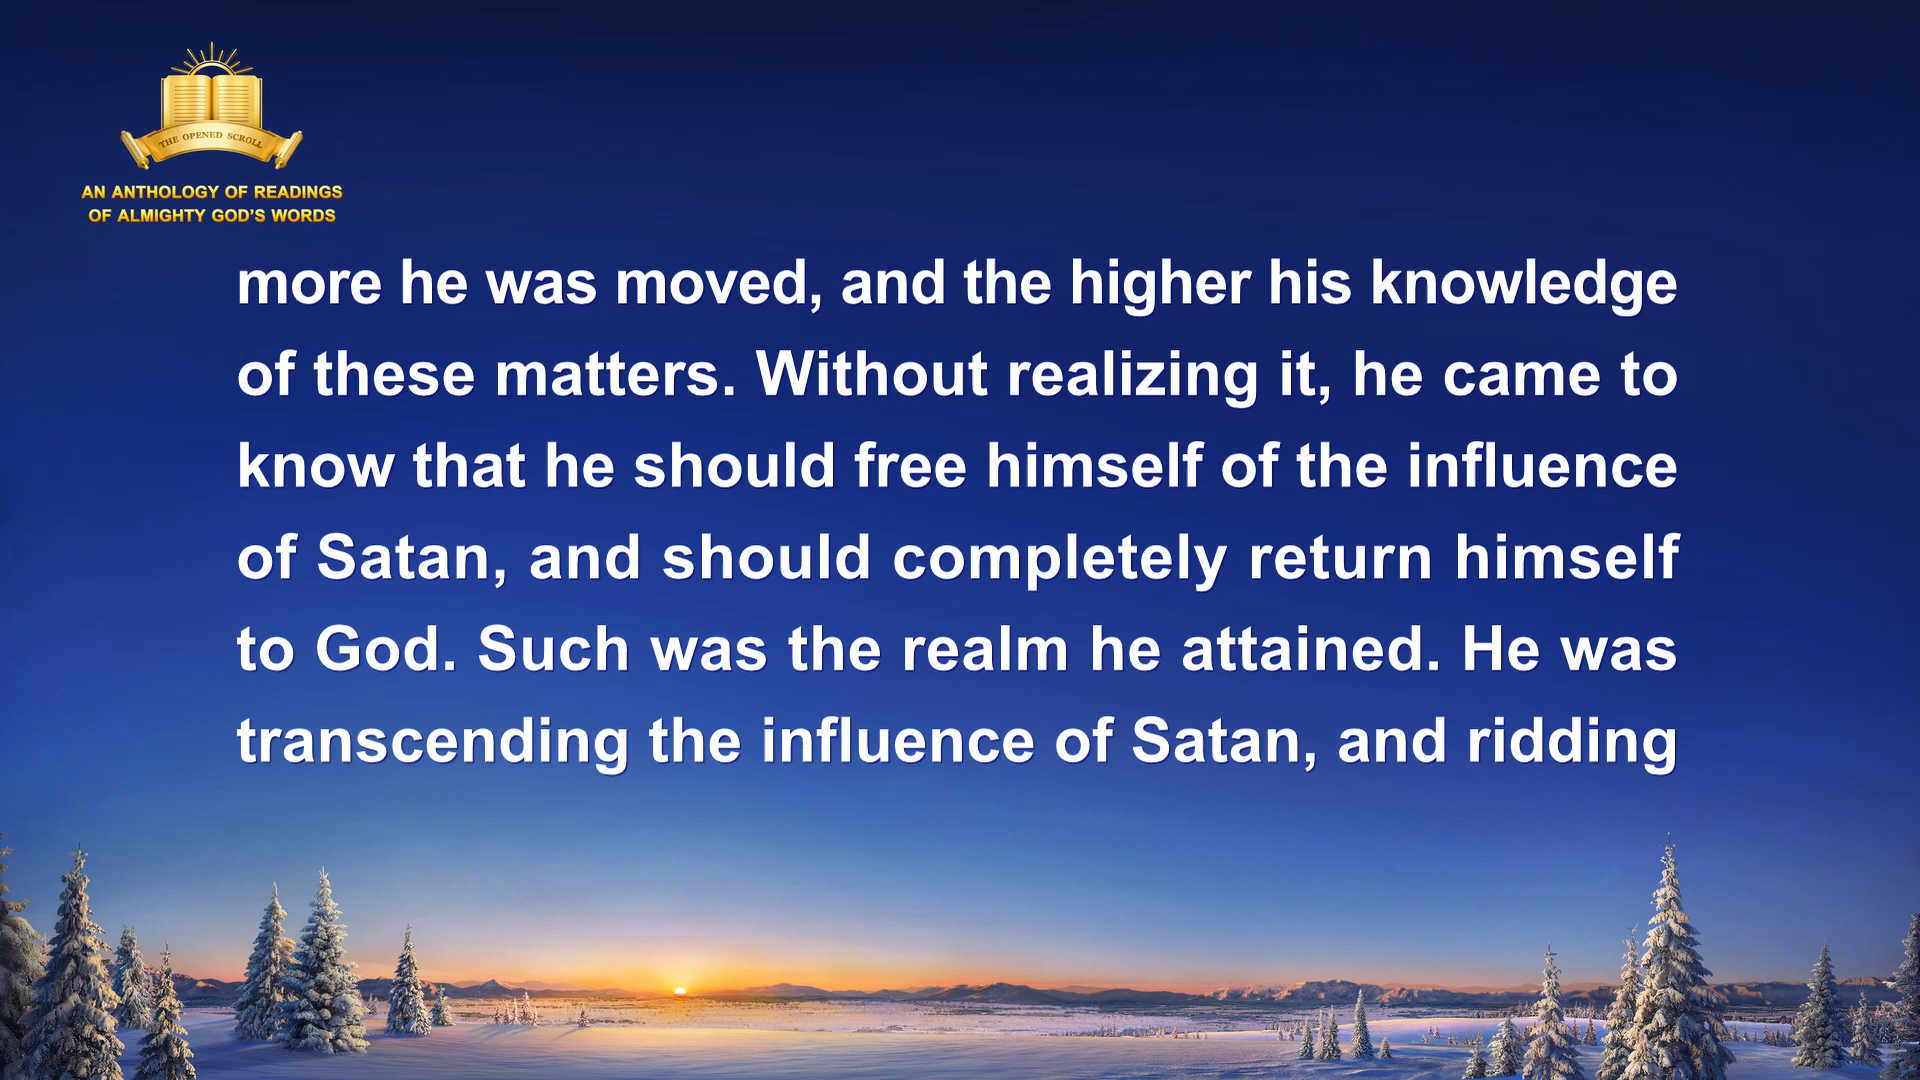 THE OPENED SCROLL
AN ANTHOLOGY OF READINGS
OF ALMIGHTY GOD'S WORDS
more he was moved, and the higher his knowledge
of these matters. Without realizing it, he came to
know that he should free himself of the influence
of Satan, and should completely return himself
to God. Such was the realm he attained. He was
transcending the influence of Satan, and ridding